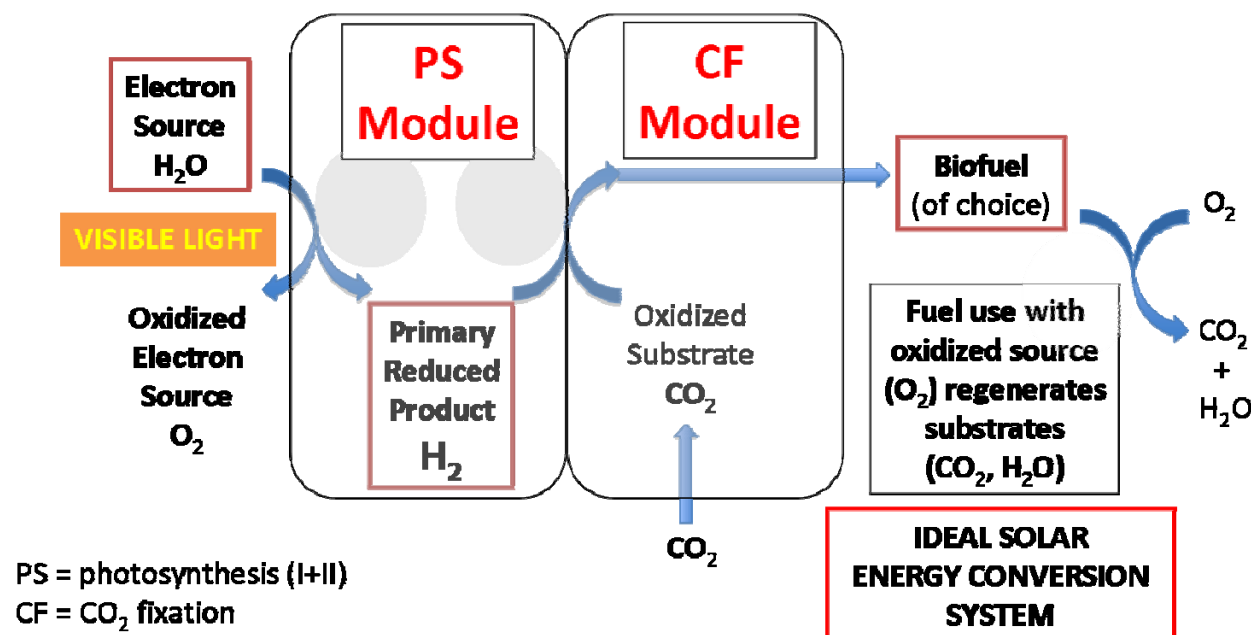 PS
Module
CF
Module
Electron
Source
H₂O
VISIBLE LIGHT
Oxidized
Electron
Source
O₂
Primary
Reduced
Product
H₂
Oxidized
Substrate
CO₂
CO₂
Biofuel
(of choice)
O₂
CO₂
+
H₂O
Fuel use with
oxidized source
(O₂) regenerates
substrates
(CO₂, H₂O)
IDEAL SOLAR
ENERGY CONVERSION
SYSTEM
PS = photosynthesis (I+II)
CF = CO₂ fixation